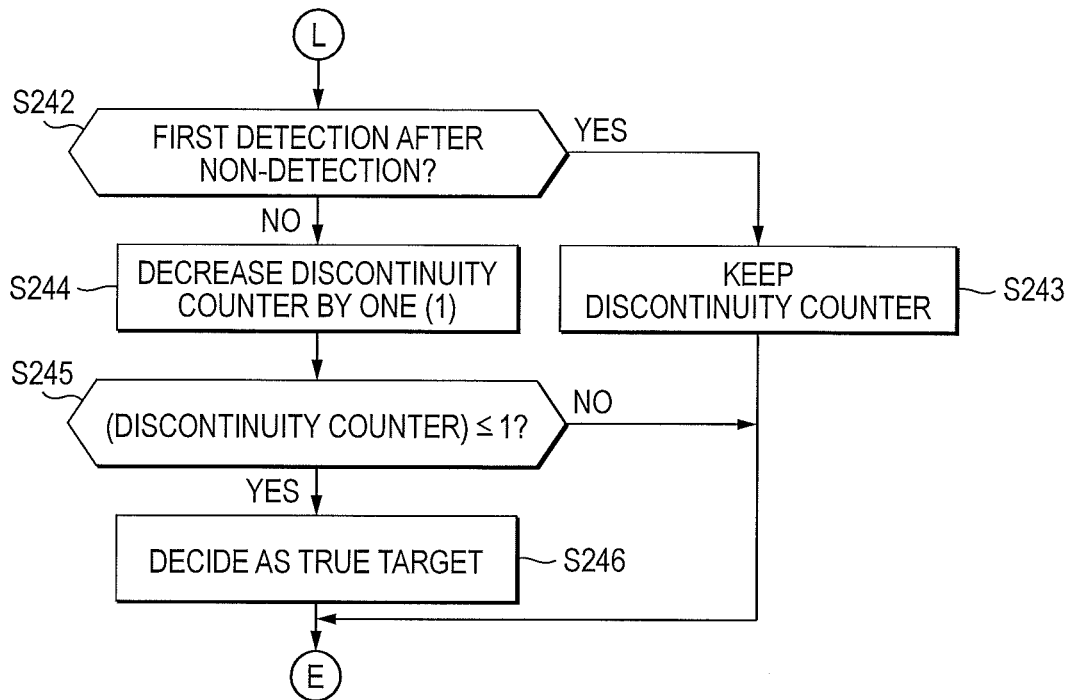 L
S242
FIRST DETECTION AFTER
NON-DETECTION?
YES
NO
S244
DECREASE DISCONTINUITY
COUNTER BY ONE (1)
KEEP
DISCONTINUITY COUNTER
S243
S245
(DISCONTINUITY COUNTER) ≤ 1?
NO
YES
DECIDE AS TRUE TARGET
S246
E